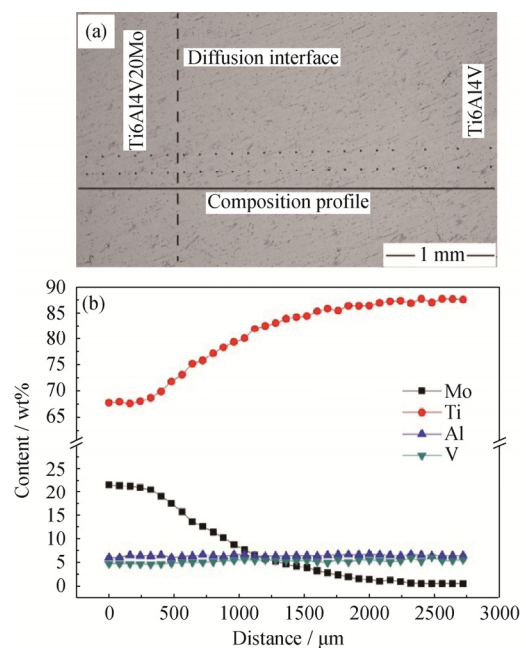 (a)
Ti6Al4V20Mo
Diffusion interface
Ti6Al4V
Composition profile
1 mm
(b)
90
85
80
75
70
65
25
20
15
10
5
0
Content / wt%
Mo
Ti
Al
V
0
500
1000
1500
2000
2500
3000
Distance / μm